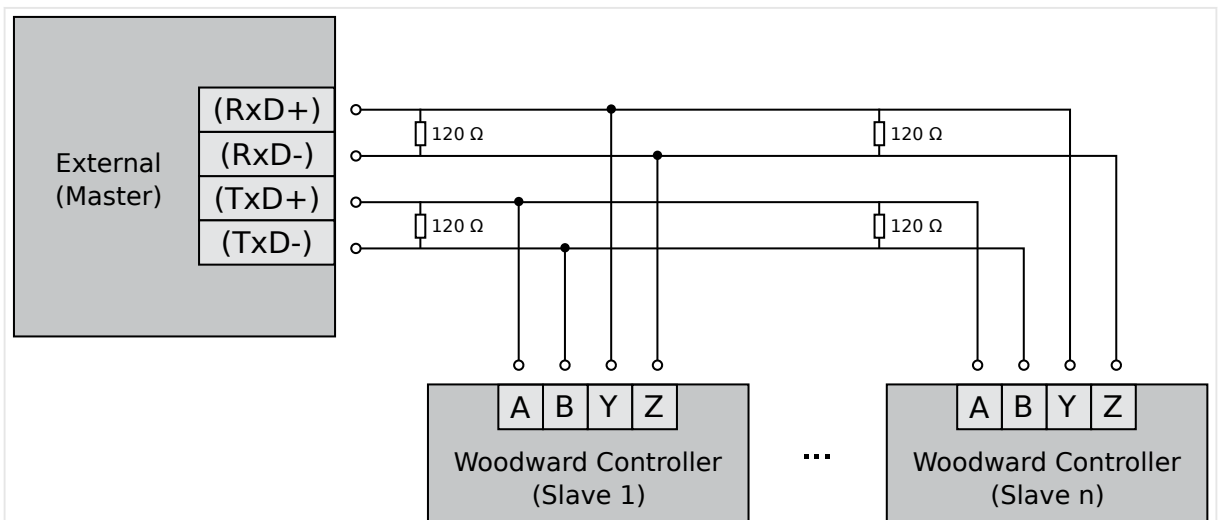 External
(Master)
(RxD+)
(RxD-)
(TxD+)
(TxD-)
120 Ω
120 Ω
120 Ω
120 Ω
A B Y Z
Woodward Controller
(Slave 1)
...
A B Y Z
Woodward Controller
(Slave n)